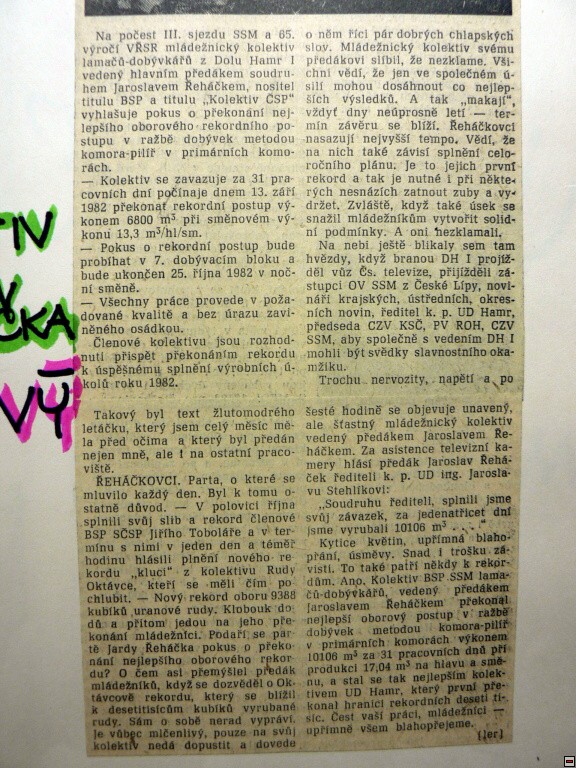 TIV
V
ČKA
VÝ
Na počest III. sjezdu SSM a 65.
výročí VŘSR mládežnický kolektiv
lamačů-dobývkářů z Dolu Hamr I
vedený hlavním předákem soudru-
hem Jaroslavem Řeháčkem, nositel
titulu BSP a titulu „Kolektiv ČSP"
vyhlašuje pokus o překonání nej-
lepšího oborového rekordního po-
stupu v ražbě dobývek metodou
komora-pilíř v primárních komo-
rách.
— Kolektiv se zavazuje za 31 pra-
covních dní počínaje dnem 13. září
1982 překonat rekordní postup vý-
konem 6800 m³ při směnovém vý-
konu 13,3 m³/hl/sm.
— Pokus o rekordní postup bude
probíhat v 7. dobývacím bloku a
bude ukončen 25. října 1982 v noč-
ní směně.
— Všechny práce provede v poža-
dované kvalitě a bez úrazu zavi-
něného osádkou.
Členové kolektivu jsou rozhod-
nuti přispět překonáním rekordu
k úspěšnému splnění výrobních ú-
kolů roku 1982.
Takový byl text žlutomodrého
letáčku, který jsem celý měsíc mě-
la před očima a který byl předán
nejen mně, ale i na ostatní praco-
viště.
ŘEHÁČKOVCI. Parta, o které se
mluvilo každý den. Byl k tomu o-
statně důvod. — V polovici října
splnili svůj slib a rekord členové
BSP SČSP Jiřího Toboláře a v ter-
mínu s nimi v jeden den a téměř
hodinu hlásili plnění nového re-
kordu „kluci" z kolektivu Rudy
Oktávce, kteří se měli čím po-
chlubit. — Nový rekord oboru 9388
kubíků uranové rudy. Klobouk do-
dů a přitom jedou na jeho pře-
konání mládežníci. Podaří se par-
tě Jardy Řeháčka pokus o překo-
nání nejlepšího oborového rekor-
du? O čem asi přemýšlel předák
mládežníků, když se dozvěděl o Ok-
távcově rekordu, který se blížil
k desetitisícům kubíků vyrubané
rudy. Sám o sobě nerad vypráví.
Je vůbec mlčenlivý, pouze na svůj
kolektiv nedá dopustit a dovede
o něm říci pár dobrých chlapských
slov. Mládežnický kolektiv svému
předákovi slíbil, že nezklame. Vši-
chni vědí, že jen ve společném ú-
silí mohou dosáhnout co nejlep-
ších výsledků. A tak „makají",
vždyť dny neúprosně letí — ter-
mín závěru se blíží. Řeháčkovci
nasazují nejvyšší tempo. Vědí, že
na nich také závisí splnění celo-
ročního plánu. Je to jejich první
rekord a tak je nutné i při někte-
rých nesnázích zatnout zuby a vy-
držet. Zvláště, když také úsek se
snažil mládežníkům vytvořit solid-
ní podmínky. A oni nezklamali.
Na nebi ještě blikaly sem tam
hvězdy, když branou DH I projíž-
děl vůz Čs. televize, přijížděli zá-
stupci OV SSM z České Lípy, novi-
náři krajských, ústředních, okres-
ních novin, ředitel k. p. UD Hamr,
předseda CZV KSČ, PV ROH, CZV
SSM, aby společně s vedením DH I
mohli být svědky slavnostního oka-
mžiku.
Trochu nervozity, napětí a po
šesté hodině se objevuje unavený,
ale šťastný mládežnický kolektiv
vedený předákem Jaroslavem Ře-
háčkem. Za asistence televizní ka-
mery hlásí předák Jaroslav Řehá-
ček řediteli k. p. UD ing. Jarosla-
vu Stehlíkovi:
„Soudruhu řediteli, splnili jsme
svůj závazek, za jedenatřicet dní
jsme vyrubali 10106 m³ . . ."
Kytice květin, upřímná blaho-
přání, úsměvy. Snad i trošku zá-
visti. To také patří někdy k rekor-
dům. Ano. Kolektiv BSP SSM lama-
čů-dobývkářů, vedený předákem
Jaroslavem Řeháčkem překonal
nejlepší oborový postup v ražbě
dobývek metodou komora-pilíř
v primárních komorách výkonem
10106 m³ za 31 pracovních dnů při
produkci 17,04 m³ na hlavu a smě-
nu, a stal se tak nejlepším kolek-
tivem UD Hamr, který první pře-
konal hranici rekordních deseti ti-
síc. Čest vaší práci, mládežníci —
upřímně všem blahopřejeme.
(ler)